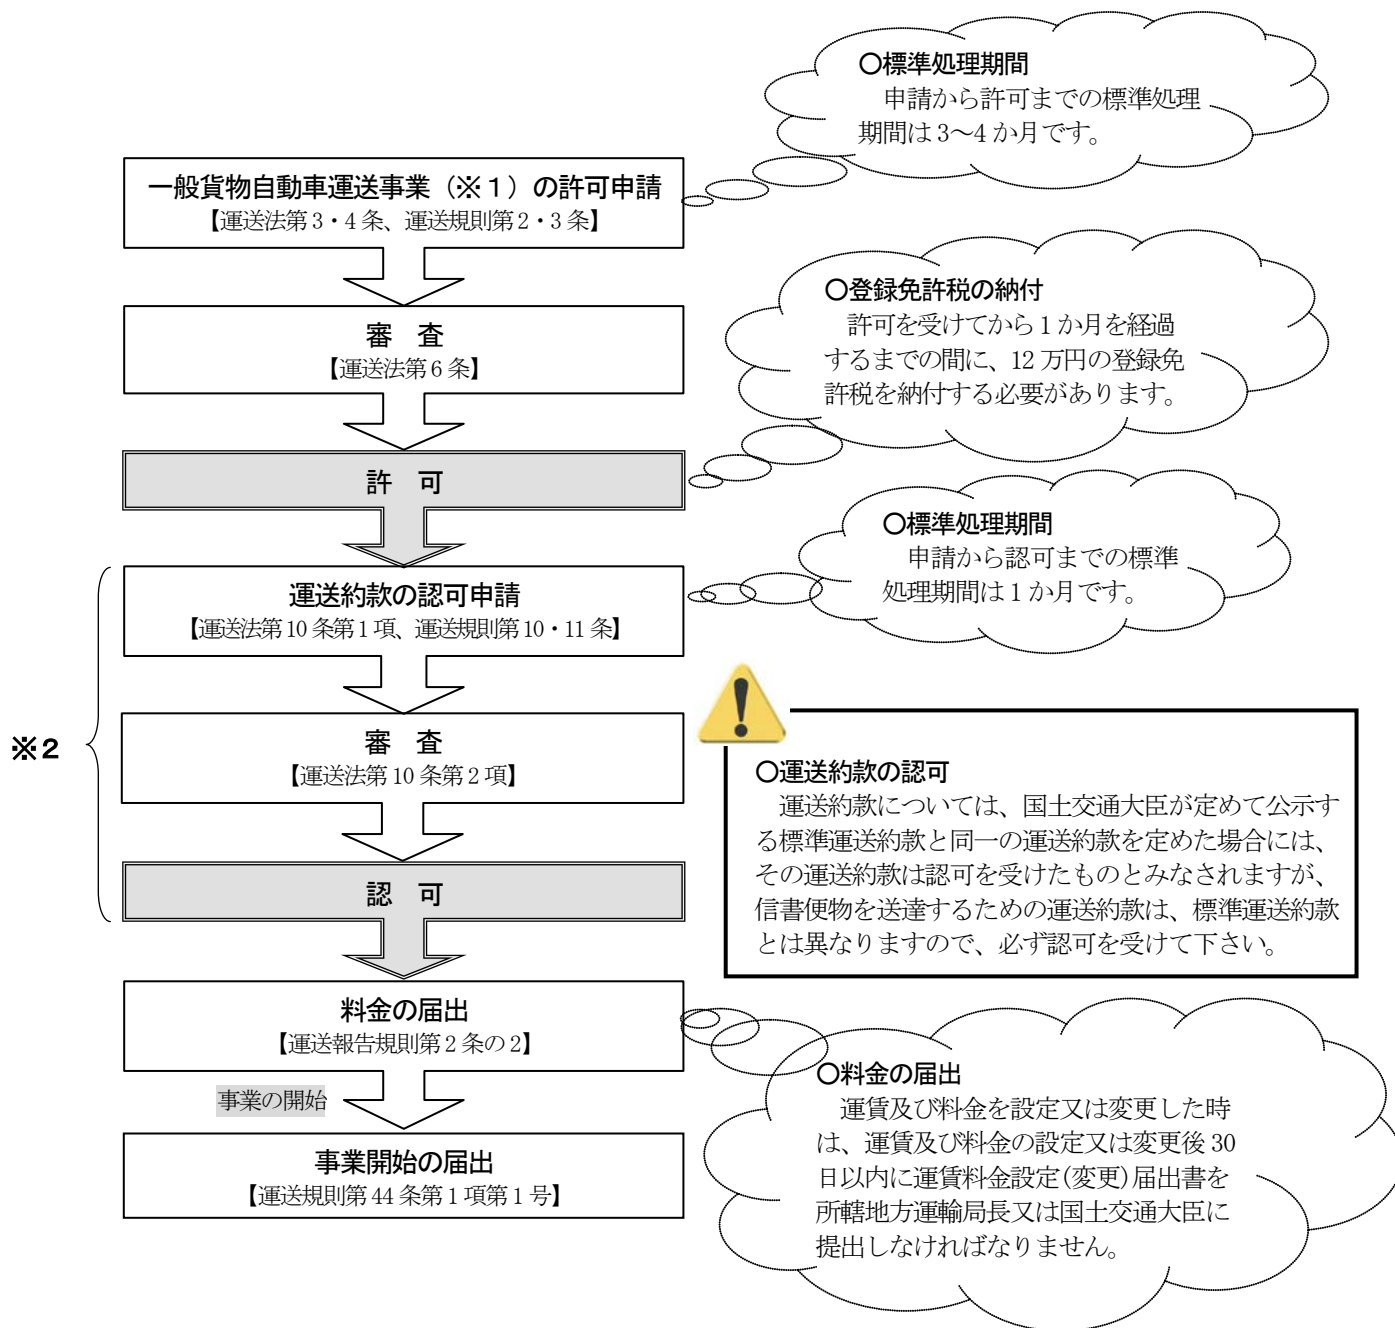 ○標準処理期間
申請から許可までの標準処理
期間は3～4か月です。
一般貨物自動車運送事業（※１）の許可申請
【運送法第3・4条、運送規則第2・3条】
○登録免許税の納付
許可を受けてから1か月を経過
するまでの間に、12万円の登録免
許税を納付する必要があります。
審　査
【運送法第6条】
許　可
○標準処理期間
申請から認可までの標準
処理期間は1か月です。
運送約款の認可申請
【運送法第10条第1項、運送規則第10・11条】
※２
審　査
【運送法第10条第2項】
○運送約款の認可
運送約款については、国土交通大臣が定めて公示す
る標準運送約款と同一の運送約款を定めた場合には、
その運送約款は認可を受けたものとみなされますが、
信書便物を送達するための運送約款は、標準運送約款
とは異なりますので、必ず認可を受けて下さい。
認　可
料金の届出
【運送報告規則第2条の2】
○料金の届出
運賃及び料金を設定又は変更した時
は、運賃及び料金の設定又は変更後30
日以内に運賃料金設定(変更)届出書を
所轄地方運輸局長又は国土交通大臣に
提出しなければなりません。
事業の開始
事業開始の届出
【運送規則第44条第1項第1号】